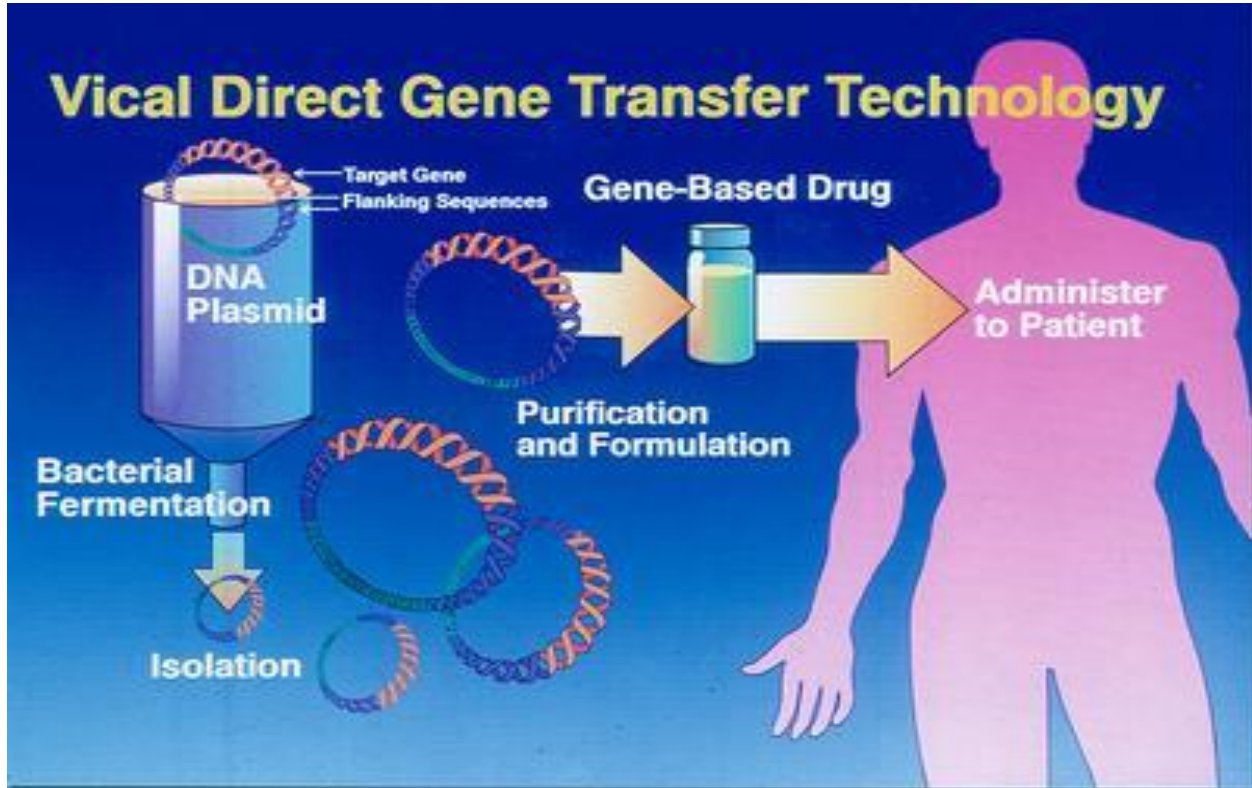 Vical Direct Gene Transfer Technology
Target Gene
Flanking Sequences
Gene-Based Drug
DNA
Plasmid
Administer
to Patient
Purification
and Formulation
Bacterial
Fermentation
Isolation